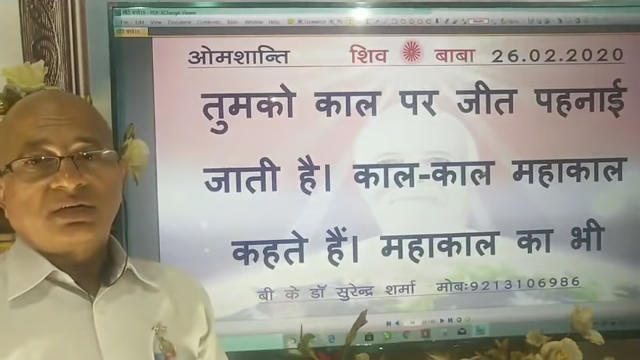 ओमशान्ति शिव बाबा 26.02.2020
तुमको काल पर जीत पहनाई
जाती है। काल-काल महाकाल
कहते हैं। महाकाल का भी
बी के डॉ सुरेन्द्र शर्मा मोबः9213106986